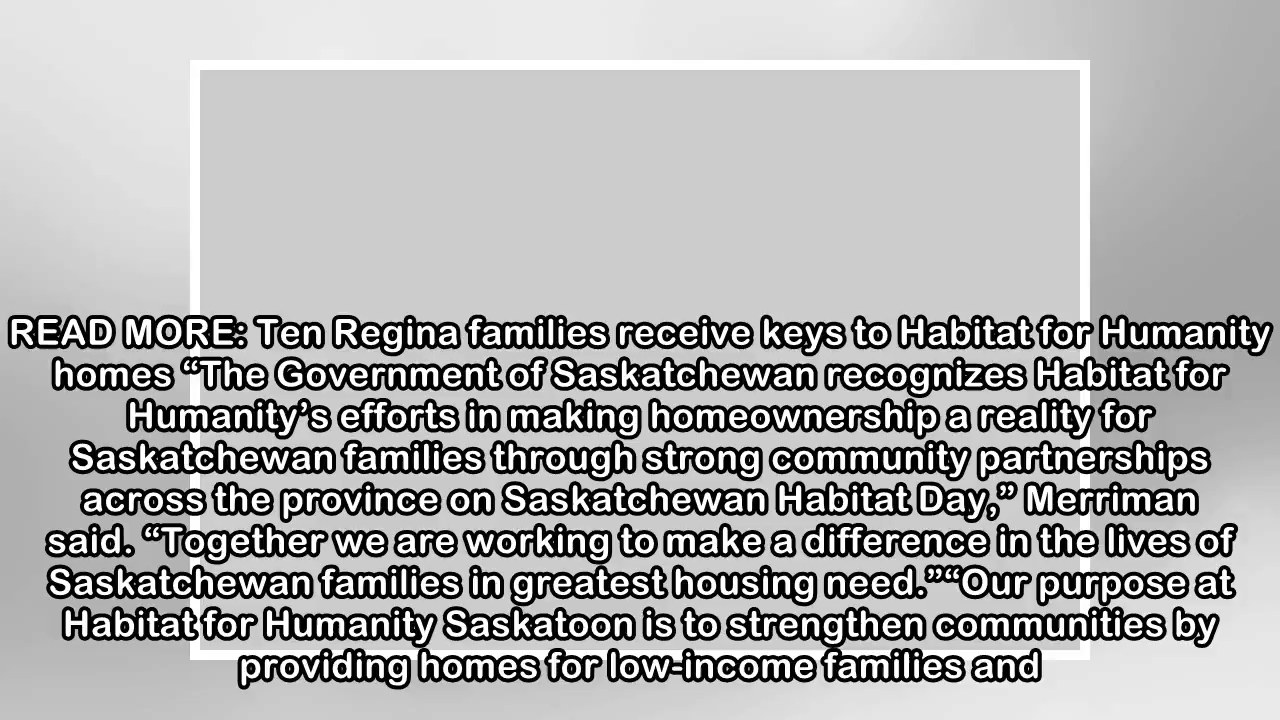 READ MORE: Ten Regina families receive keys to Habitat for Humanity
homes “The Government of Saskatchewan recognizes Habitat for
Humanity’s efforts in making homeownership a reality for
Saskatchewan families through strong community partnerships
across the province on Saskatchewan Habitat Day,” Merriman
said. “Together we are working to make a difference in the lives of
Saskatchewan families in greatest housing need.”“Our purpose at
Habitat for Humanity Saskatoon is to strengthen communities by
providing homes for low-income families and